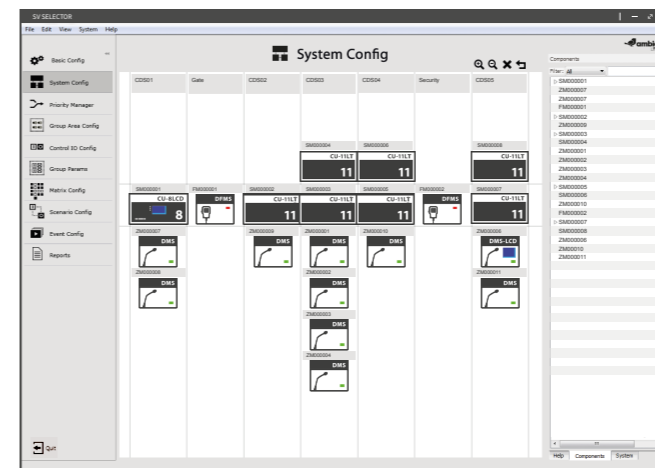 SV SELECTOR
File Edit View System Help
Basic Config
System Config
Priority Manager
Group Area Config
Control IO Config
Group Params
Matrix Config
Scenario Config
Event Config
Reports
Quit
System Config
CDS01 Gate CDS02 CDS03 CDS04 Security CDS05
SM000004 SM000006 SM000008
CU-11LT CU-11LT CU-11LT
11 11 11
SM000001 FM000001 SM000002 SM000003 SM000005 FM000002 SM000007
CU-8LCD DFMS CU-11LT CU-11LT CU-11LT DFMS CU-11LT
8 11 11 11 11
ZM000007 ZM000009 ZM000001 ZM000010 ZM000006
DMS DMS DMS DMS DMS-LCD
ZM000008 ZM000002 ZM000011
DMS DMS DMS
ZM000003
DMS
ZM000004
DMS
ambi
Components
Filter: All
SM000001
ZM000007
ZM000007
FM000001
SM000002
ZM000009
SM000003
SM000004
ZM000001
ZM000002
ZM000003
ZM000004
SM000005
SM000006
ZM000010
FM000002
SM000007
SM000008
ZM000006
ZM00010
ZM000011
Help Components System